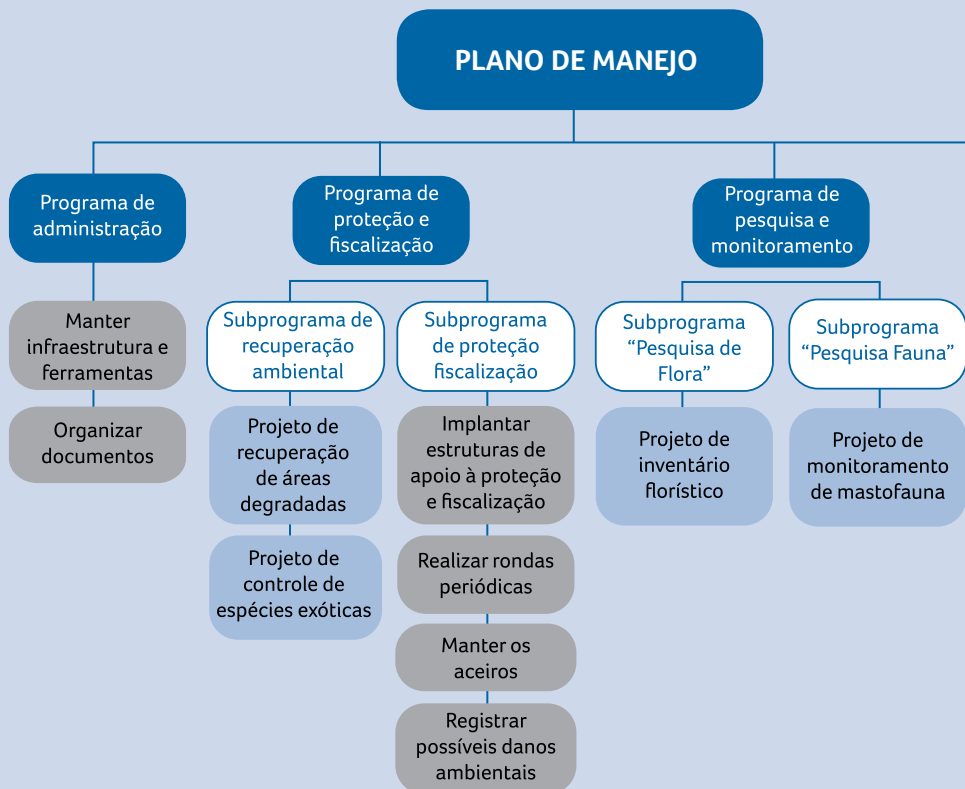 PLANO DE MANEJO
Programa de
administração
Manter
infraestrutura e
ferramentas
Organizar
documentos
Programa de
proteção e
fiscalização
Subprograma de
recuperação
ambiental
Projeto de
recuperação
de áreas
degradadas
Projeto de
controle de
espécies exóticas
Subprograma
de proteção
fiscalização
Implantar
estruturas de
apoio à proteção
e fiscalização
Realizar rondas
periódicas
Manter os
aceiros
Registrar
possíveis danos
ambientais
Programa de
pesquisa e
monitoramento
Subprograma
“Pesquisa de
Flora”
Projeto de
inventário
florístico
Subprograma
“Pesquisa Fauna”
Projeto de
monitoramento
de mastofauna